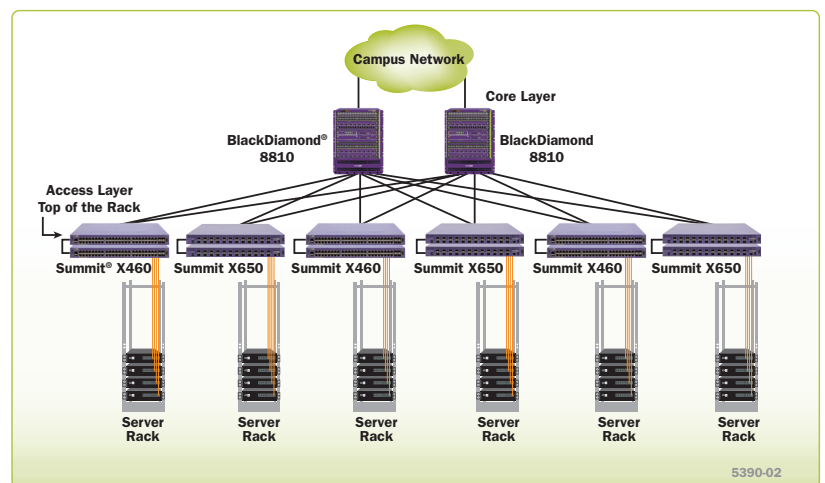 Campus Network
Core Layer
BlackDiamond®
8810
BlackDiamond
8810
Access Layer
Top of the Rack
Summit® X460
Summit X650
Summit X460
Summit X650
Summit X460
Summit X650
Server
Rack
Server
Rack
Server
Rack
Server
Rack
Server
Rack
Server
Rack
5390-02